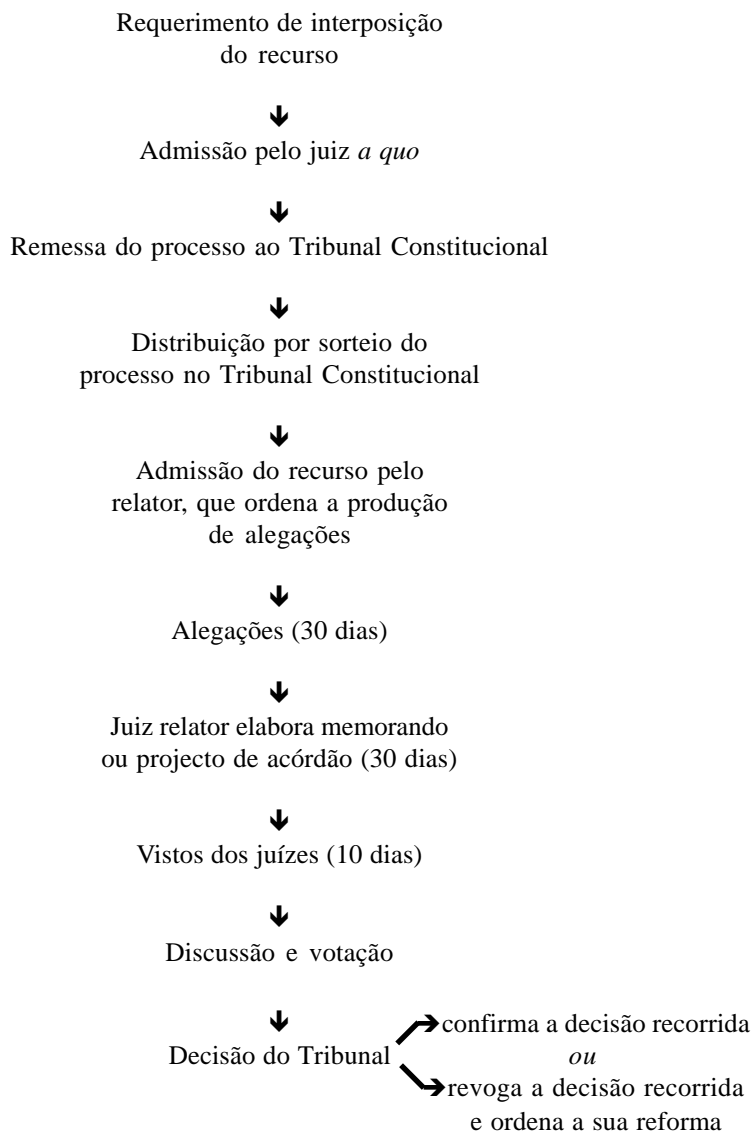 Requerimento de interposição
do recurso
Admissão pelo juiz a quo
Remessa do processo ao Tribunal Constitucional
Distribuição por sorteio do
processo no Tribunal Constitucional
Admissão do recurso pelo
relator, que ordena a produção
de alegações
Alegações (30 dias)
Juiz relator elabora memorando
ou projecto de acórdão (30 dias)
Vistos dos juízes (10 dias)
Discussão e votação
Decisão do Tribunal
confirma a decisão recorrida
ou
revoga a decisão recorrida
e ordena a sua reforma